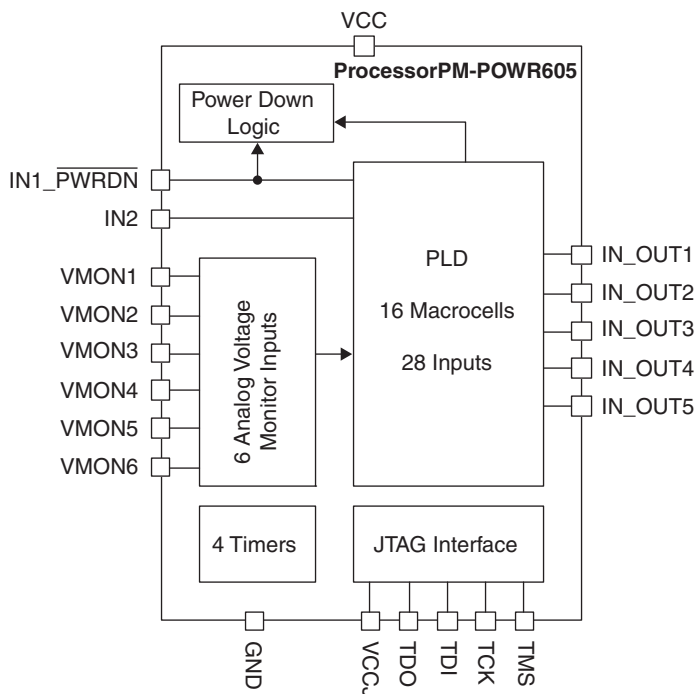 VCC
ProcessorPM-POWR605
Power Down
Logic
IN1_PWRDN
IN2
VMON1
VMON2
VMON3
VMON4
VMON5
VMON6
6 Analog Voltage
Monitor Inputs
PLD
16 Macrocells
28 Inputs
IN_OUT1
IN_OUT2
IN_OUT3
IN_OUT4
IN_OUT5
4 Timers
JTAG Interface
GND
VCCJ
TDO
TDI
TCK
TMS